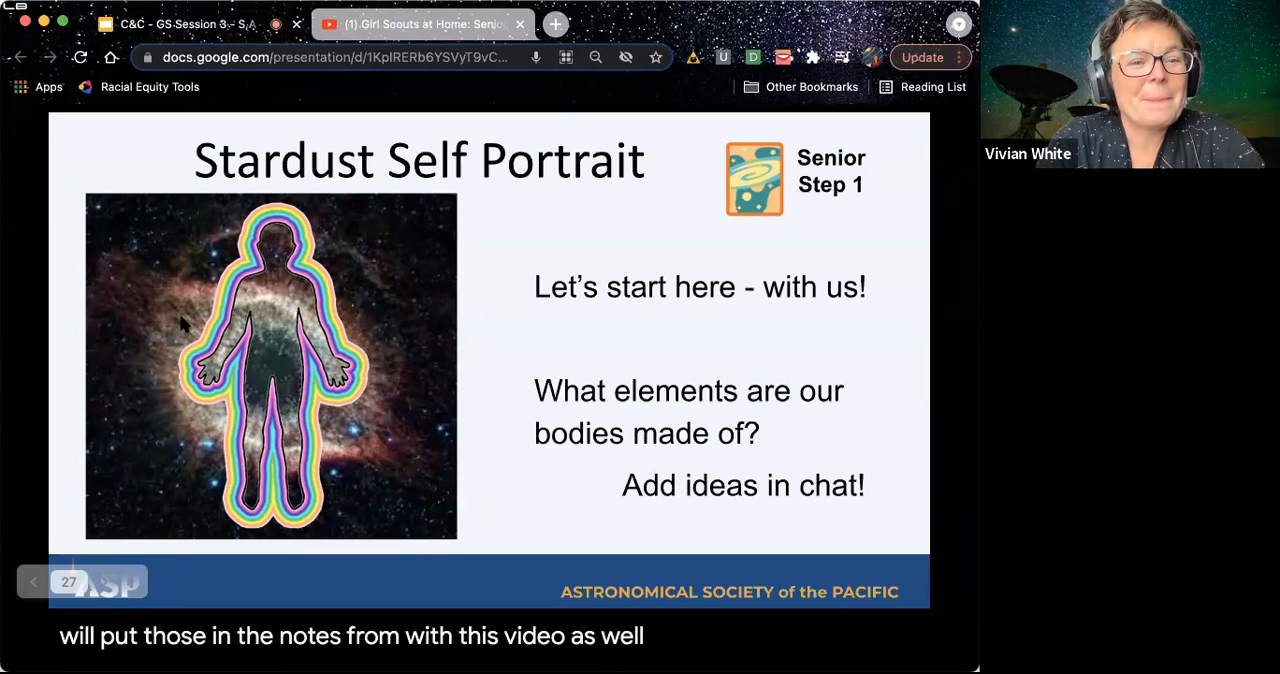 C&C - GS Session 3 - S,A
(1) Girl Scouts at Home: Senio
docs.google.com/presentation/d/1KpIRERb6YSVyT9vC...
U
D
Update
Apps
Racial Equity Tools
Other Bookmarks
Reading List
Vivian White
Stardust Self Portrait
Senior
Step 1
Let's start here - with us!
What elements are our
bodies made of?
Add ideas in chat!
27
ASP
ASTRONOMICAL SOCIETY of the PACIFIC
will put those in the notes from with this video as well